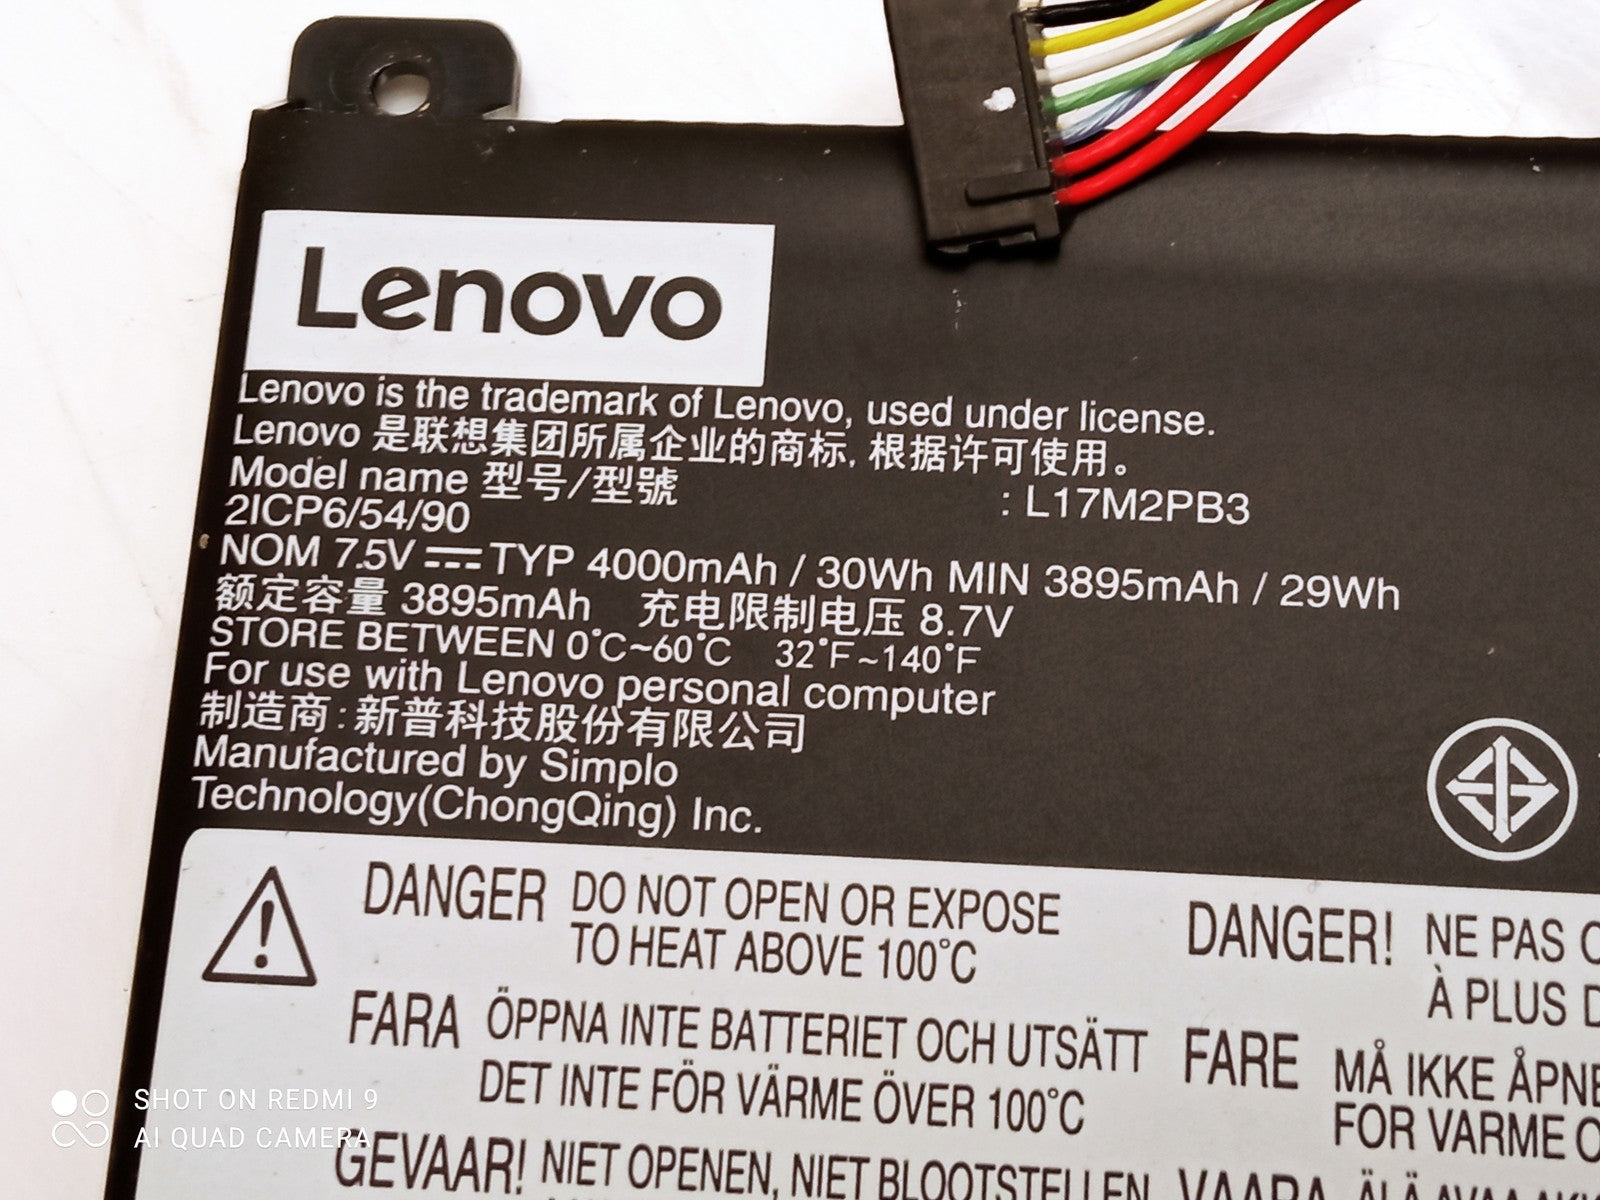 Lenovo
Lenovo is the trademark of Lenovo, used under license.
Lenovo 是联想集团所属企业的商标, 根据许可使用。
Model name 型号/型號 : L17M2PB3
2ICP6/54/90
NOM 7.5V TYP 4000mAh / 30Wh MIN 3895mAh / 29Wh
额定容量 3895mAh 充电限制电压 8.7V
STORE BETWEEN 0°C~60°C 32°F~140°F
For use with Lenovo personal computer
制造商: 新普科技股份有限公司
Manufactured by Simplo
Technology(ChongQing) Inc.
DANGER DO NOT OPEN OR EXPOSE
TO HEAT ABOVE 100°C
DANGER! NE PAS
À PLUS
FARA ÖPPNA INTE BATTERIET OCH UTSÄTT
DET INTE FÖR VÄRME ÖVER 100°C
FARE MÅ IKKE ÅPNE
FOR VARME
GEVAAR! NIET OPENEN, NIET BLOOTSTELLEN
VAARA ÄLÄ
SHOT ON REDMI 9
AI QUAD CAMERA